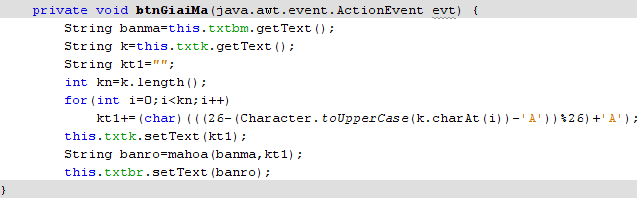 private void btnGiaiMa(java.awt.event.ActionEvent evt) {
String banma=this.txtbm.getText();
String k=this.txtk.getText();
String kt1="";
int kn=k.length();
for(int i=0;i<kn;i++)
kt1+=(char)(((26-(Character.toUpperCase(k.charAt(i))-'A'))%26)+'A');
this.txtk.setText(kt1);
String banro=mahoa(banma,kt1);
this.txtbr.setText(banro);
}